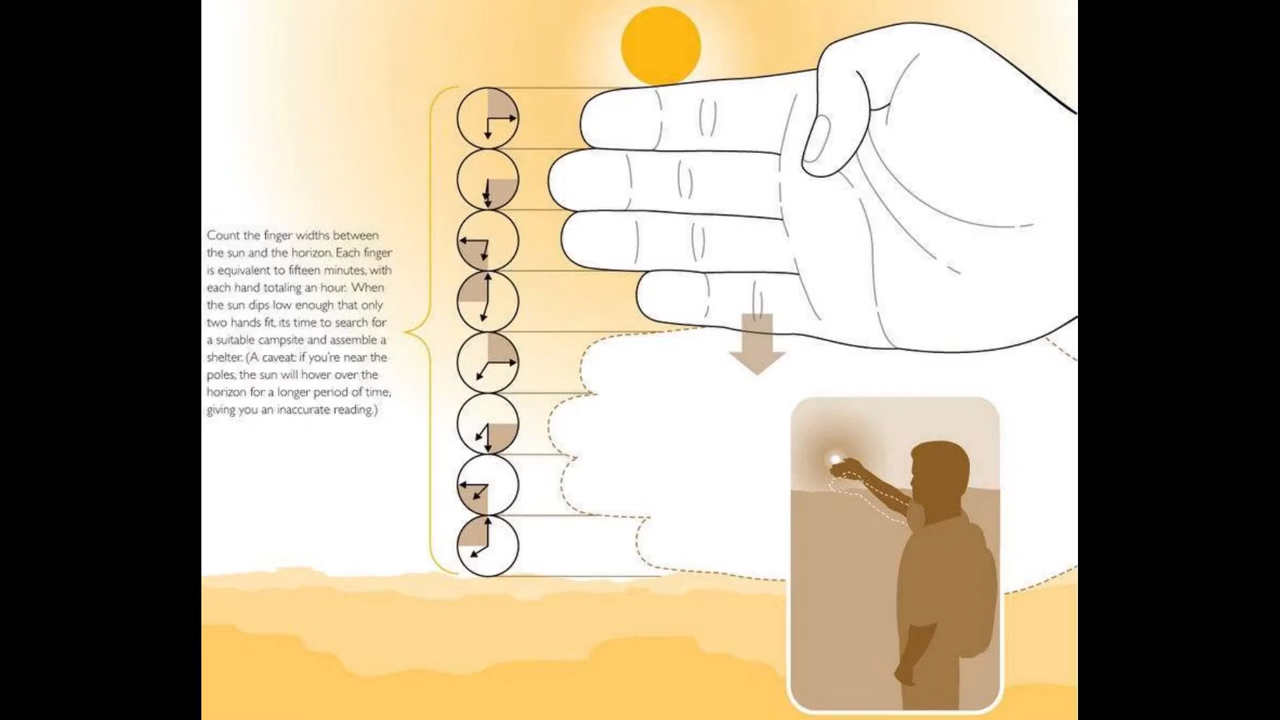 Count the finger widths between
the sun and the horizon. Each finger
is equivalent to fifteen minutes, with
each hand totaling an hour. When
the sun dips low enough that only
two hands fit, its time to search for
a suitable campsite and assemble a
shelter. (A caveat: if you're near the
poles, the sun will hover over the
horizon for a longer period of time,
giving you an inaccurate reading.)